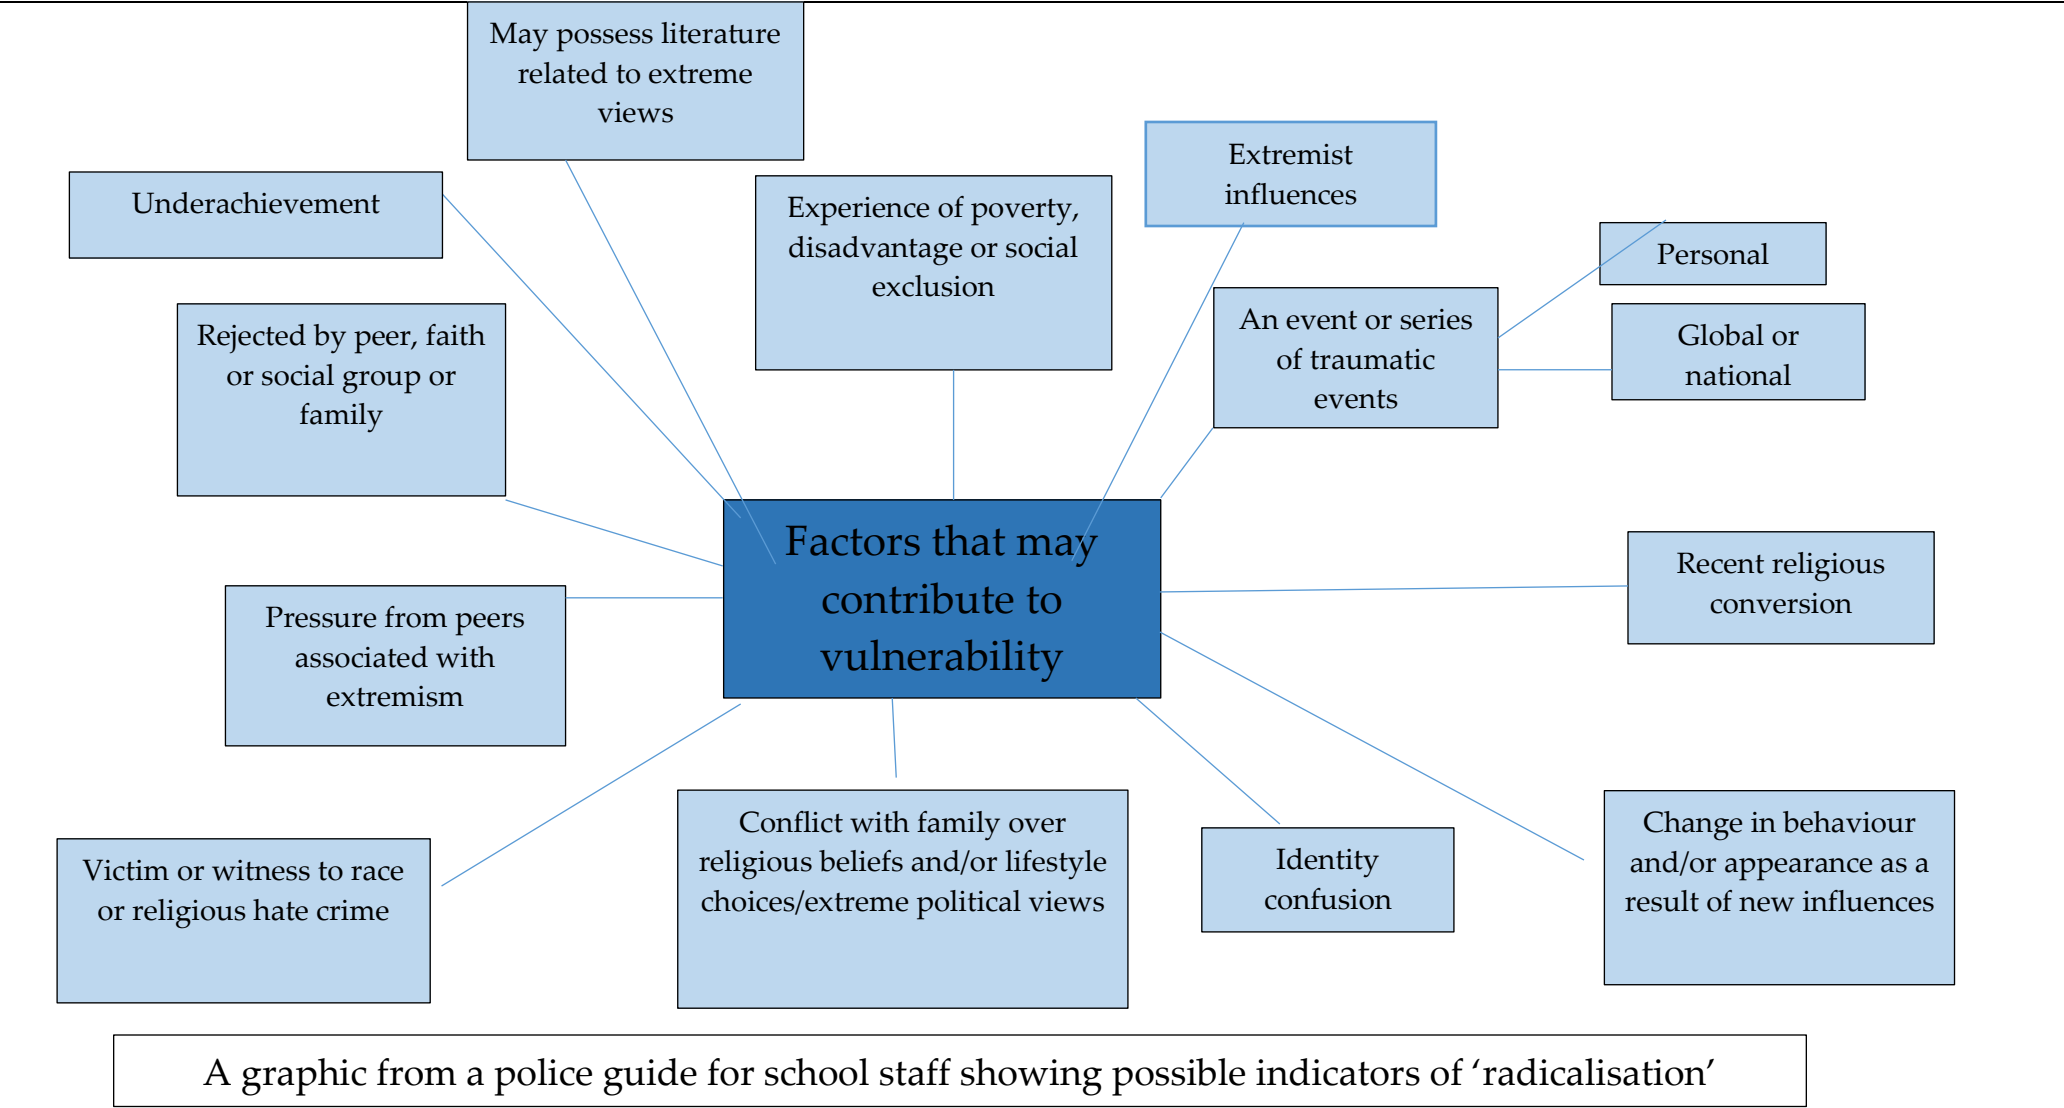 May possess literature
related to extreme
views
Underachievement
Experience of poverty,
disadvantage or social
exclusion
Extremist
influences
Personal
Rejected by peer, faith
or social group or
family
An event or series
of traumatic
events
Global or
national
Factors that may
contribute to
vulnerability
Recent religious
conversion
Pressure from peers
associated with
extremism
Victim or witness to race
or religious hate crime
Conflict with family over
religious beliefs and/or lifestyle
choices/extreme political views
Identity
confusion
Change in behaviour
and/or appearance as a
result of new influences
A graphic from a police guide for school staff showing possible indicators of ‘radicalisation’